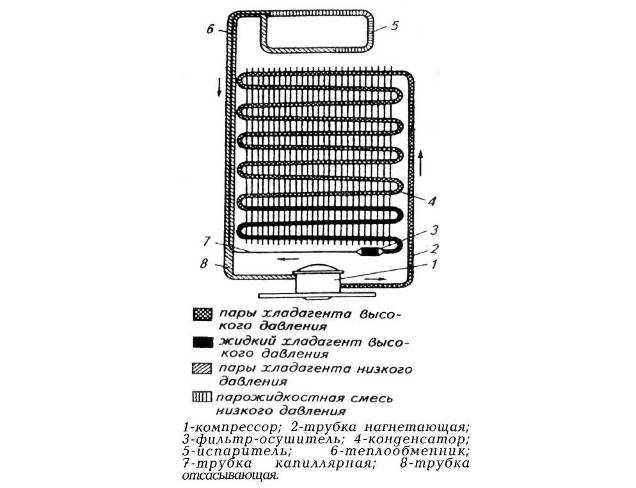 6
5
4
3
7
2
8
1
пары хладагента высо-
кого давления
жидкий хладагент высо-
кого давления
пары хладагента низкого
давления
парожидкостная смесь
низкого давления
1-компрессор; 2-трубка нагнетающая;
3-фильтр-осушитель; 4-конденсатор;
5-испаритель; 6-теплообменник;
7-трубка капиллярная; 8-трубка
отсасывающая.